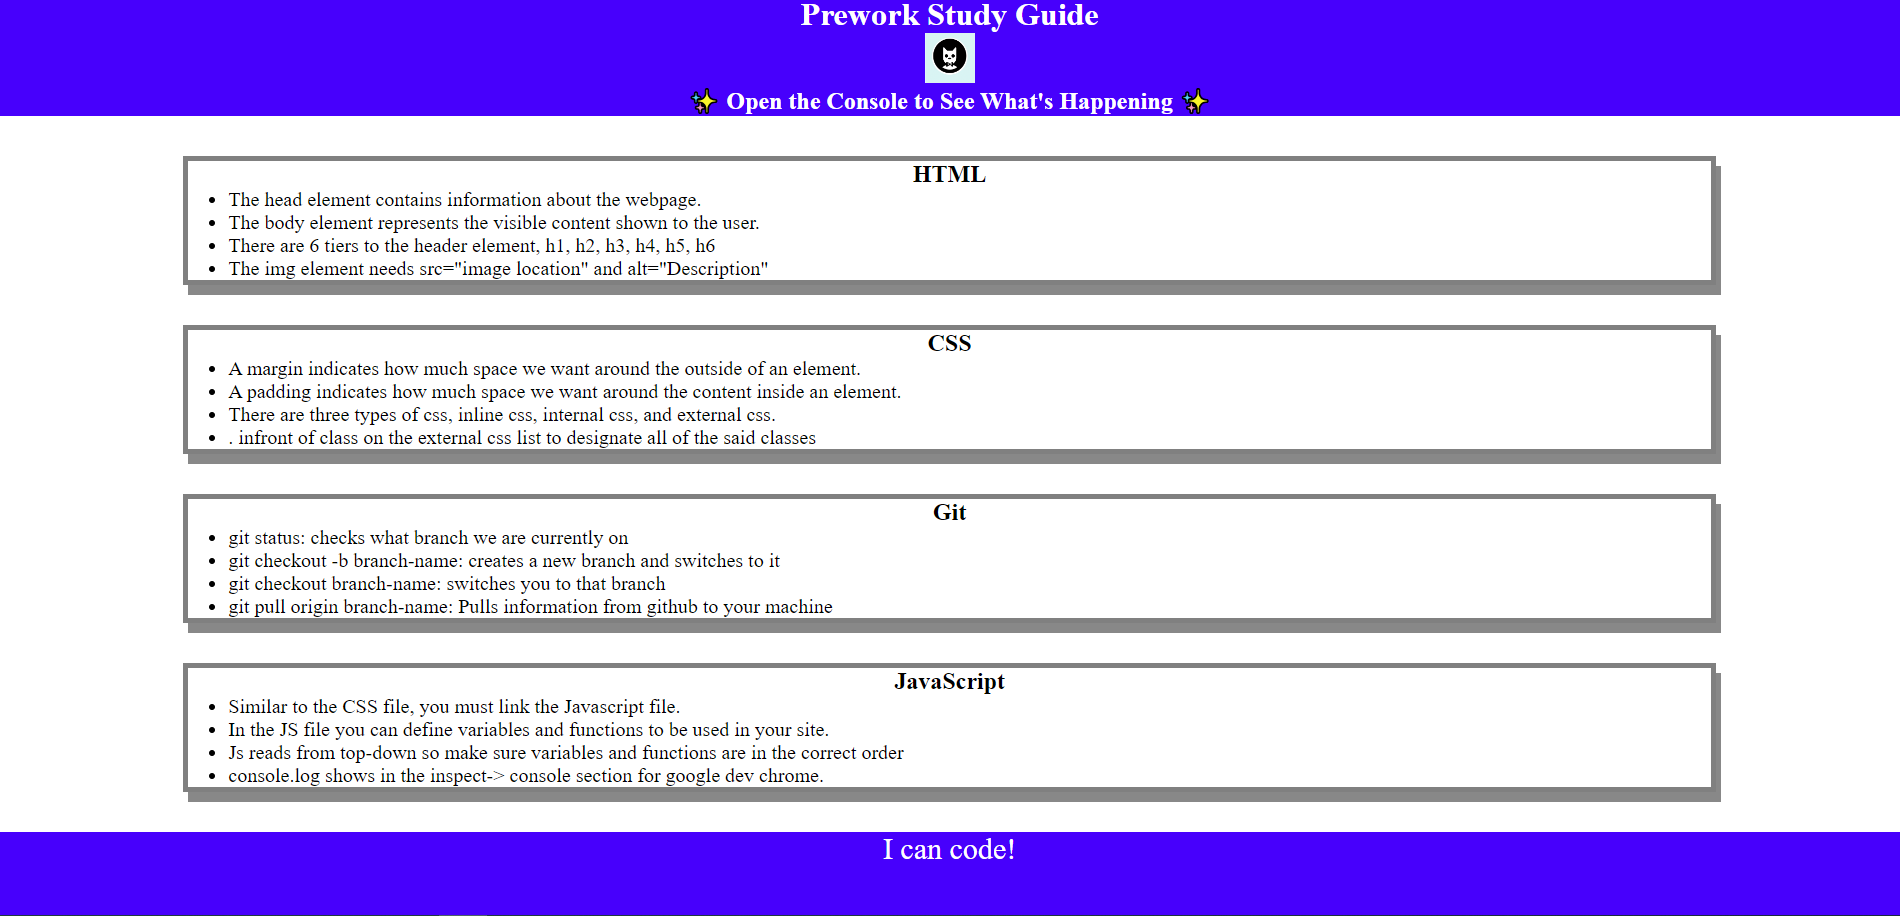 Prework Study Guide
✨ Open the Console to See What's Happening ✨
HTML
• The head element contains information about the webpage.
• The body element represents the visible content shown to the user.
• There are 6 tiers to the header element, h1, h2, h3, h4, h5, h6
• The img element needs src="image location" and alt="Description"
CSS
• A margin indicates how much space we want around the outside of an element.
• A padding indicates how much space we want around the content inside an element.
• There are three types of css, inline css, internal css, and external css.
• . infront of class on the external css list to designate all of the said classes
Git
• git status: checks what branch we are currently on
• git checkout -b branch-name: creates a new branch and switches to it
• git checkout branch-name: switches you to that branch
• git pull origin branch-name: Pulls information from github to your machine
JavaScript
• Similar to the CSS file, you must link the Javascript file.
• In the JS file you can define variables and functions to be used in your site.
• Js reads from top-down so make sure variables and functions are in the correct order
• console.log shows in the inspect-> console section for google dev chrome.
I can code!